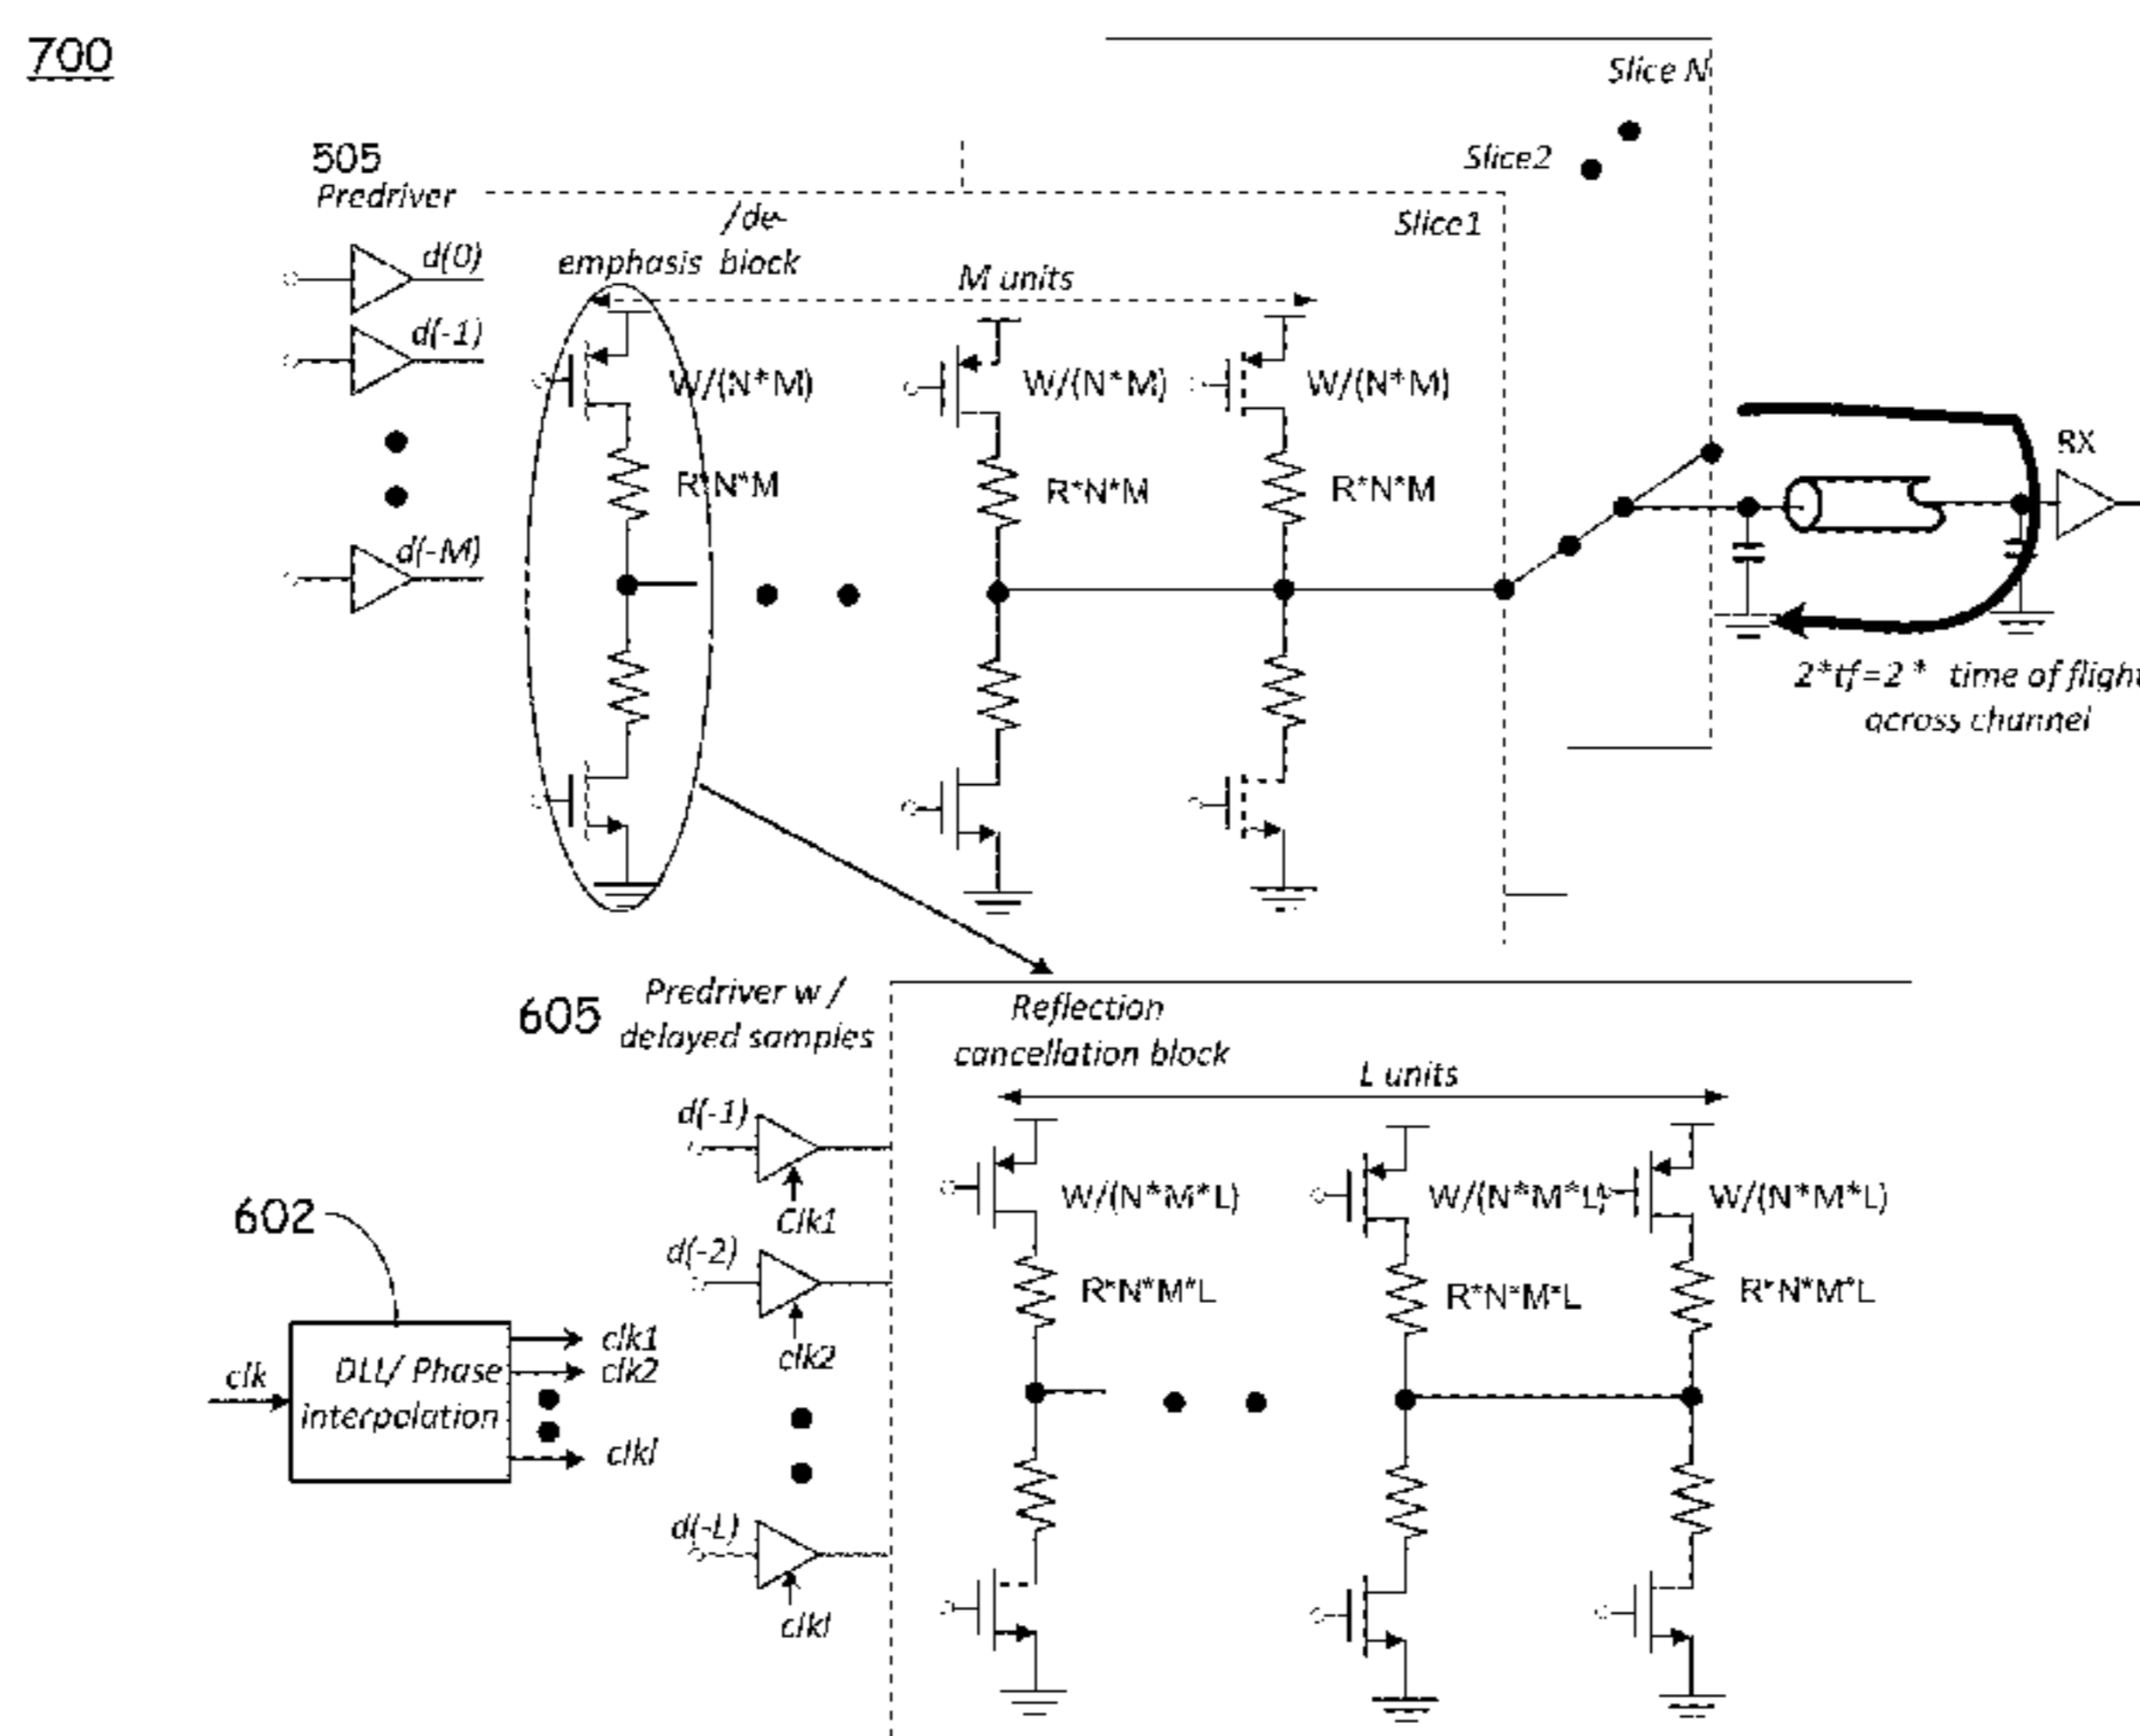 700
Slice N
Slice2
505
Predriver
/de-
emphasis block
Slice1
M units
d(0)
d(-1)
d(-M)
W/(N*M)
W/(N*M)
W/(N*M)
R*N*M
R*N*M
R*N*M
RX
2*tf=2* time of flight
across channel
605
Predriver w/
delayed samples
Reflection
cancellation block
L units
d(-1)
Clk1
d(-2)
clk2
d(-L)
clkl
W/(N*M*L)
W/(N*M*L)
W/(N*M*L)
R*N*M*L
R*N*M*L
R*N*M*L
602
clk
DLL/ Phase
interpolation
clk1
clk2
clkl